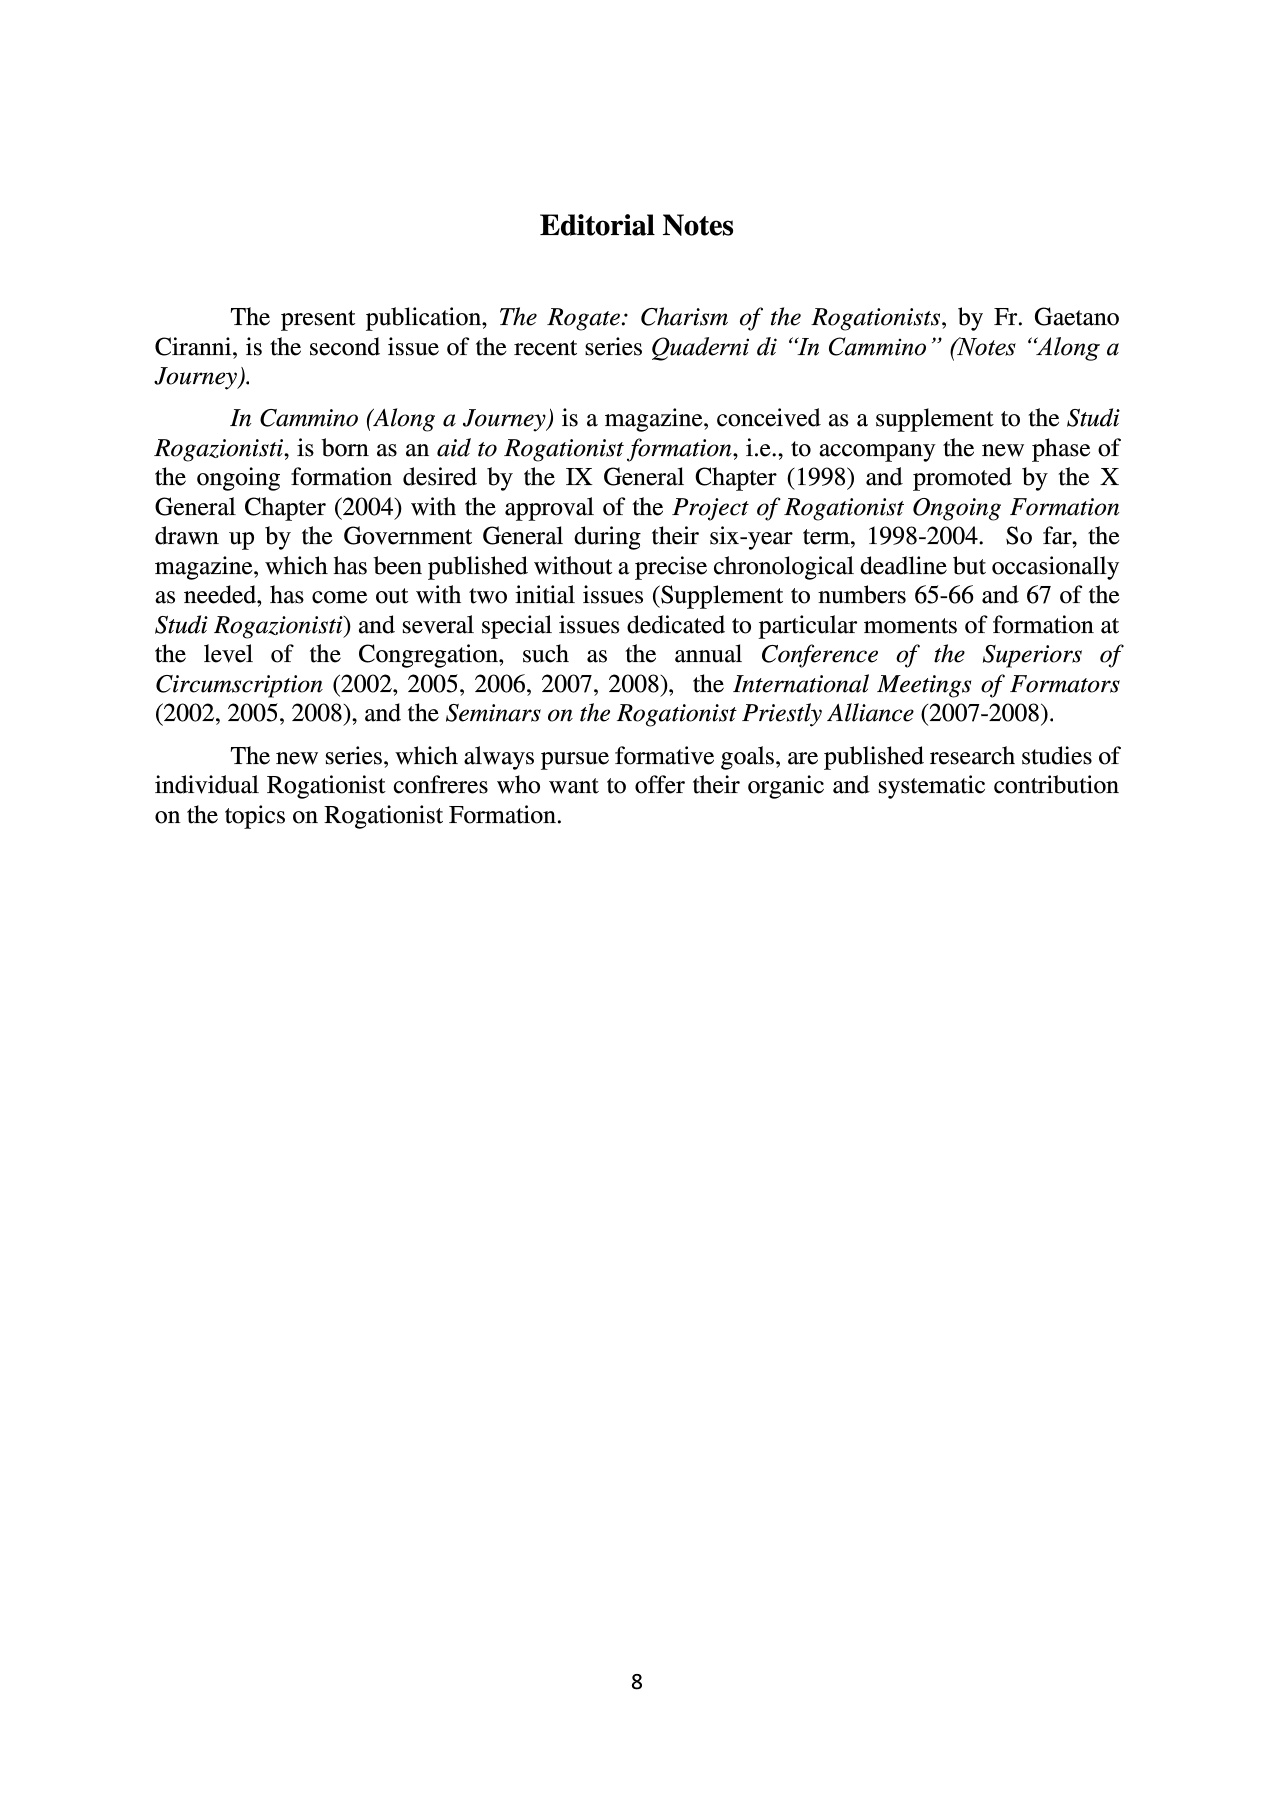 Editorial Notes
The present publication, The Rogate: Charism of the Rogationists, by Fr. Gaetano
Ciranni, is the second issue of the recent series Quaderni di “In Cammino” (Notes “Along a
Journey).
In Cammino (Along a Journey) is a magazine, conceived as a supplement to the Studi
Rogazionisti, is born as an aid to Rogationist formation, i.e., to accompany the new phase of
the ongoing formation desired by the IX General Chapter (1998) and promoted by the X
General Chapter (2004) with the approval of the Project of Rogationist Ongoing Formation
drawn up by the Government General during their six-year term, 1998-2004. So far, the
magazine, which has been published without a precise chronological deadline but occasionally
as needed, has come out with two initial issues (Supplement to numbers 65-66 and 67 of the
Studi Rogazionisti) and several special issues dedicated to particular moments of formation at
the level of the Congregation, such as the annual Conference of the Superiors of
Circumscription (2002, 2005, 2006, 2007, 2008), the International Meetings of Formators
(2002, 2005, 2008), and the Seminars on the Rogationist Priestly Alliance (2007-2008).
The new series, which always pursue formative goals, are published research studies of
individual Rogationist confreres who want to offer their organic and systematic contribution
on the topics on Rogationist Formation.
8